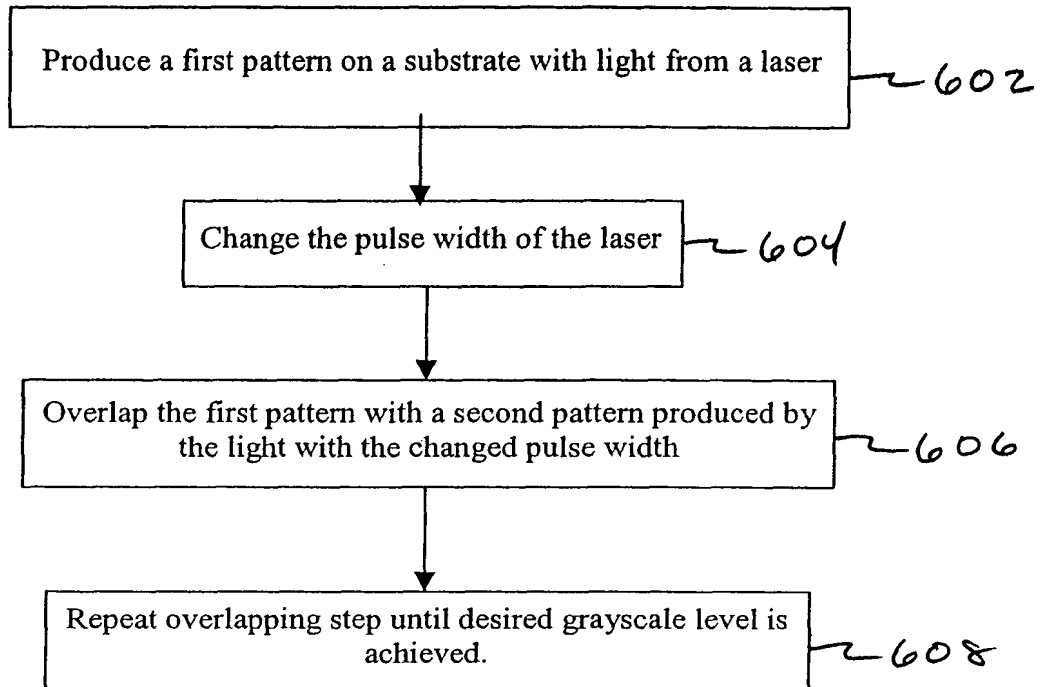 Produce a first pattern on a substrate with light from a laser
602
Change the pulse width of the laser
604
Overlap the first pattern with a second pattern produced by
the light with the changed pulse width
606
Repeat overlapping step until desired grayscale level is
achieved.
608